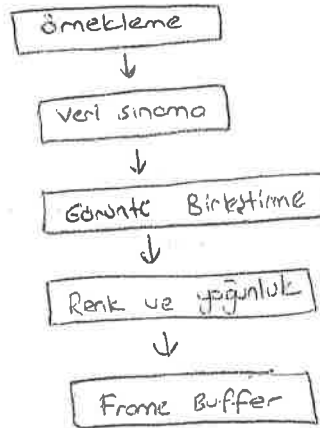 örnekleme
veri sınama
Görüntü Birleştirme
Renk ve yoğunluk
Frame Buffer